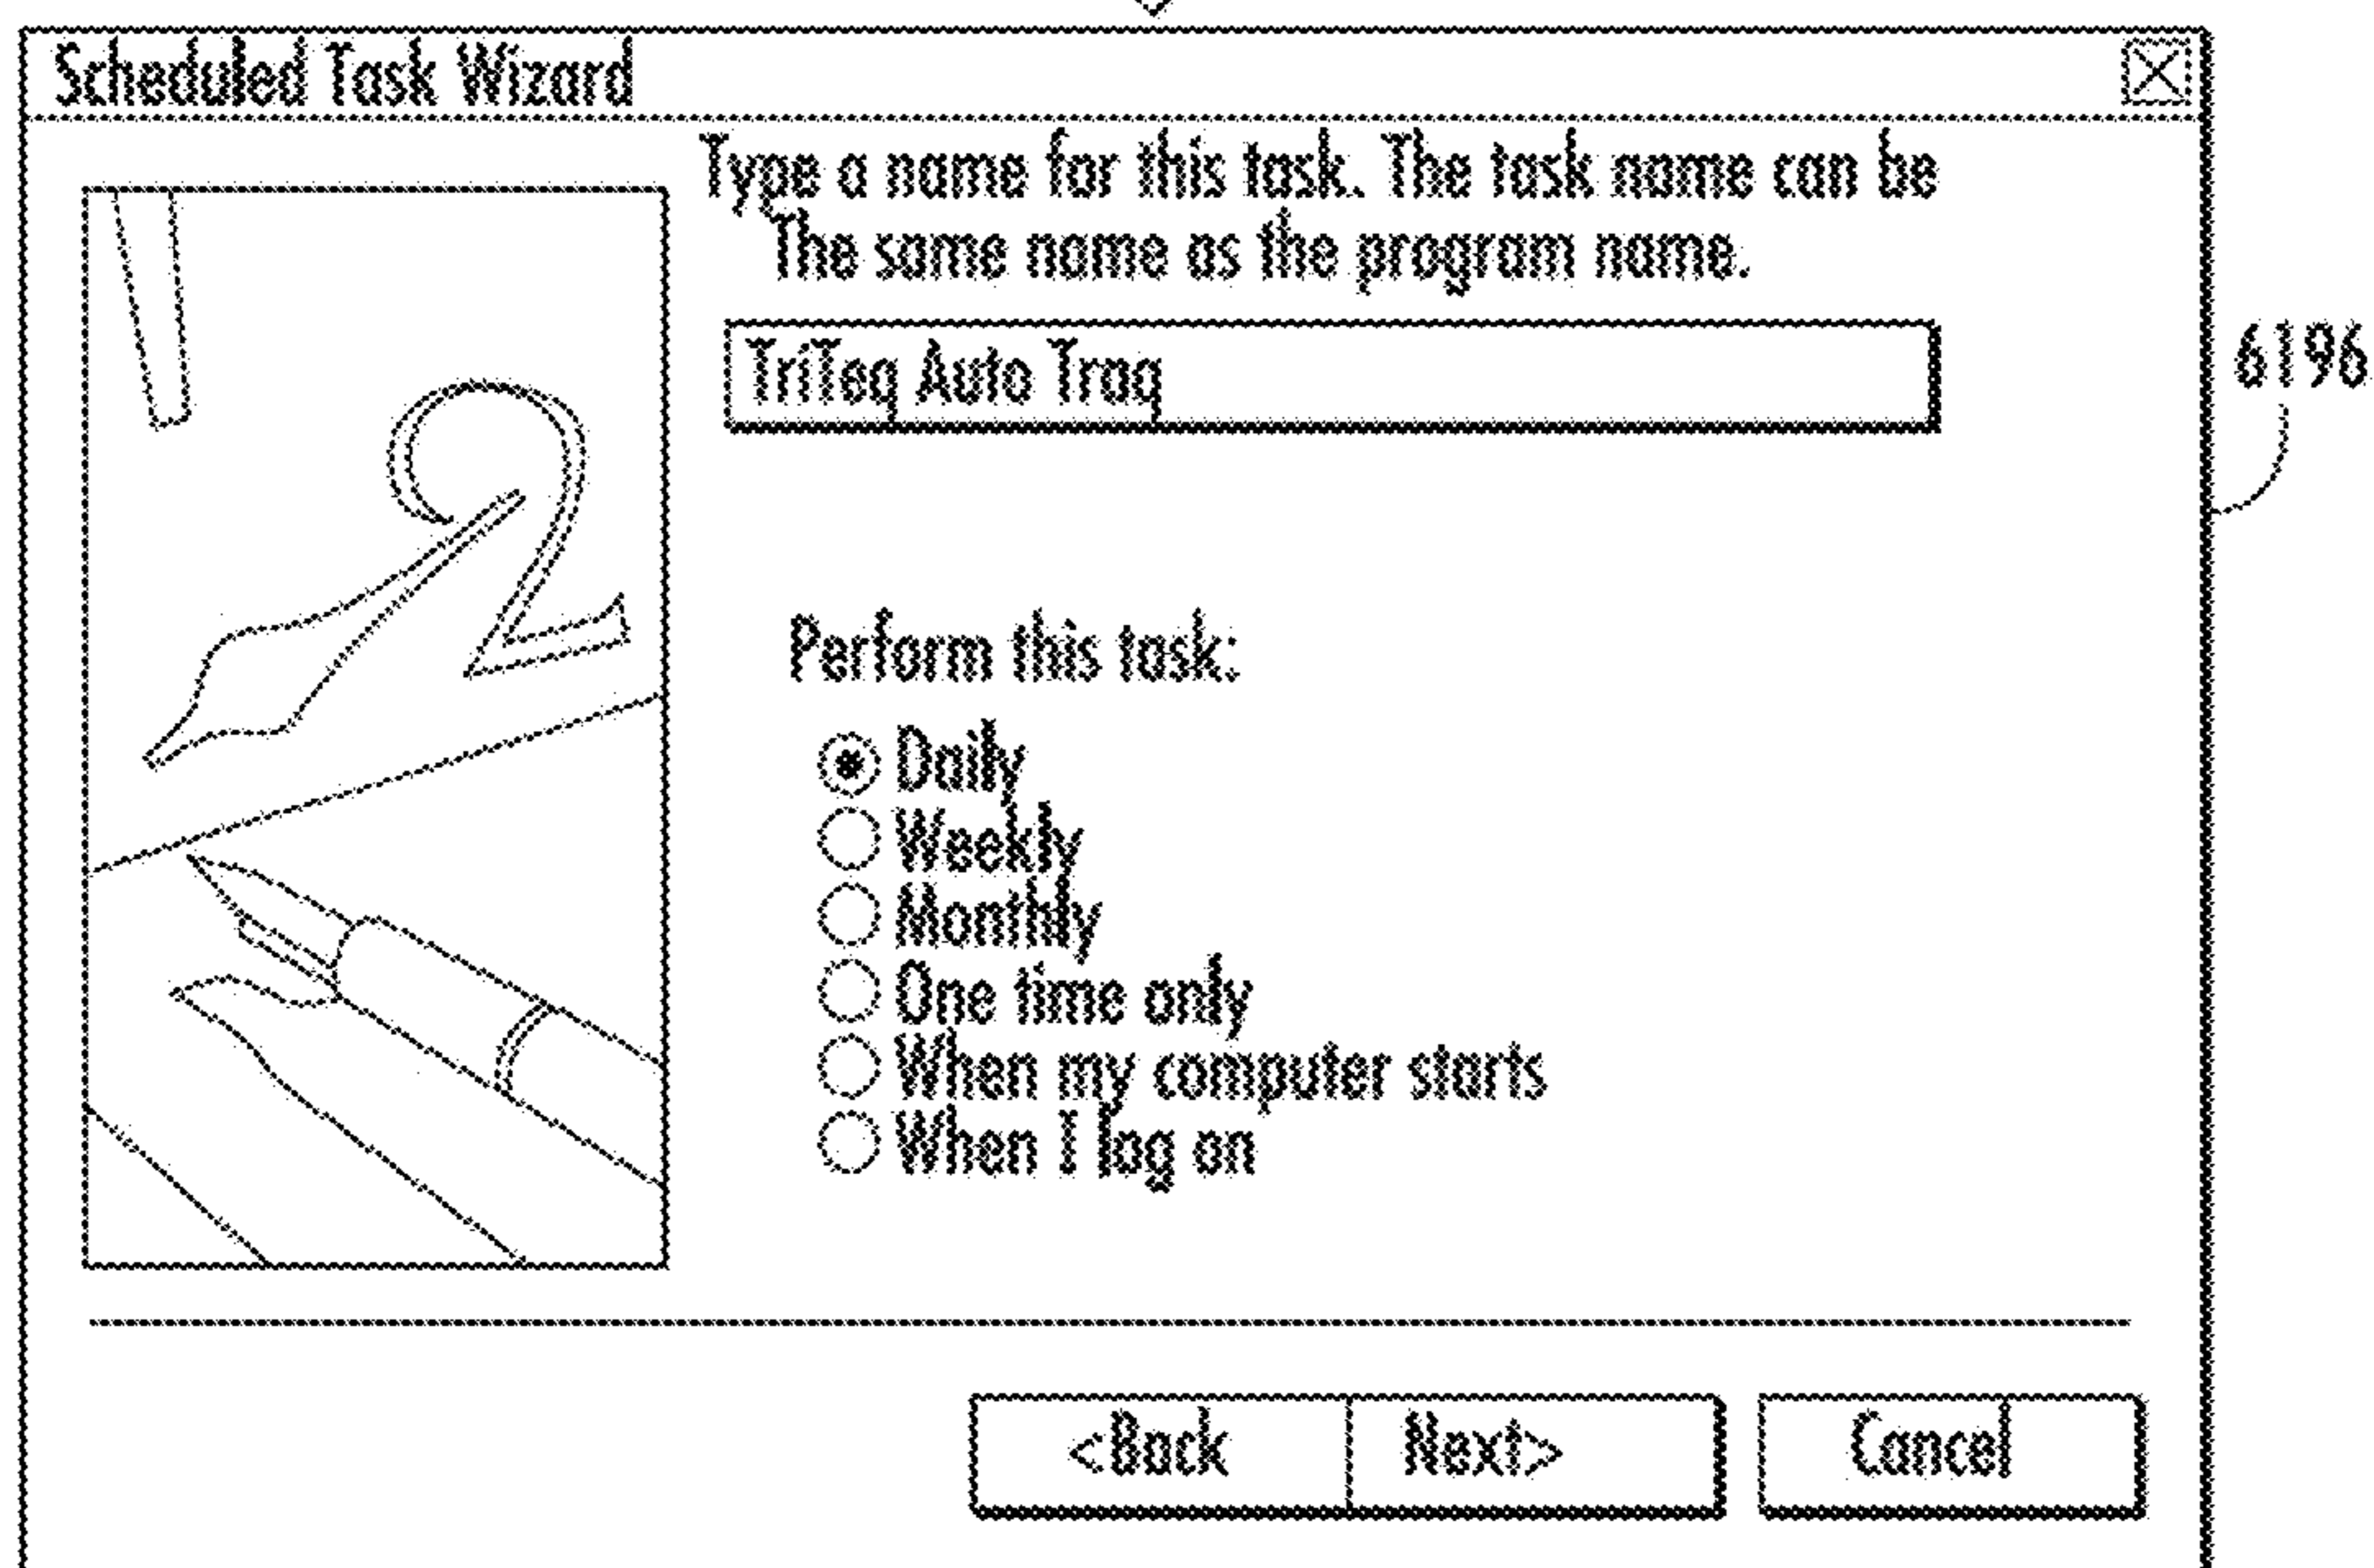 Scheduled Task Wizard
Type a name for this task. The task name can be
The same name as the program name.
TriTeq Auto Traq
6196
Perform this task:
Daily
Weekly
Monthly
One time only
When my computer starts
When I log on
<Back Next> Cancel